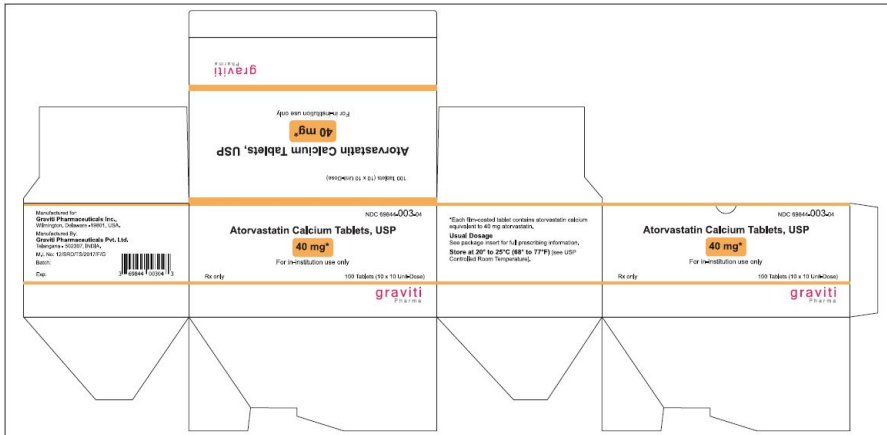 graviti
Pharma
For in-institution use only
40 mg*
Atorvastatin Calcium Tablets, USP
100 Tablets (10 x 10 Unit-Dose)
Manufactured for:
Graviti Pharmaceuticals Inc.,
Wilmington, Delaware •19801, USA.
Manufactured By:
Graviti Pharmaceuticals Pvt. Ltd.
Telangana • 502307, INDIA.
M.L No: 12/SRD/TS/2017/F/G
Batch:
Exp:
3 69844 00304 3
NDC 69844-003-04
Atorvastatin Calcium Tablets, USP
40 mg*
For in-institution use only
Rx only
100 Tablets (10 x 10 Unit-Dose)
graviti
Pharma
*Each film-coated tablet contains atorvastatin calcium
equivalent to 40 mg atorvastatin.
Usual Dosage
See package insert for full prescribing information.
Store at 20° to 25°C (68° to 77°F) [see USP
Controlled Room Temperature].
NDC 69844-003-04
Atorvastatin Calcium Tablets, USP
40 mg*
For in-institution use only
Rx only
100 Tablets (10 x 10 Unit-Dose)
graviti
Pharma